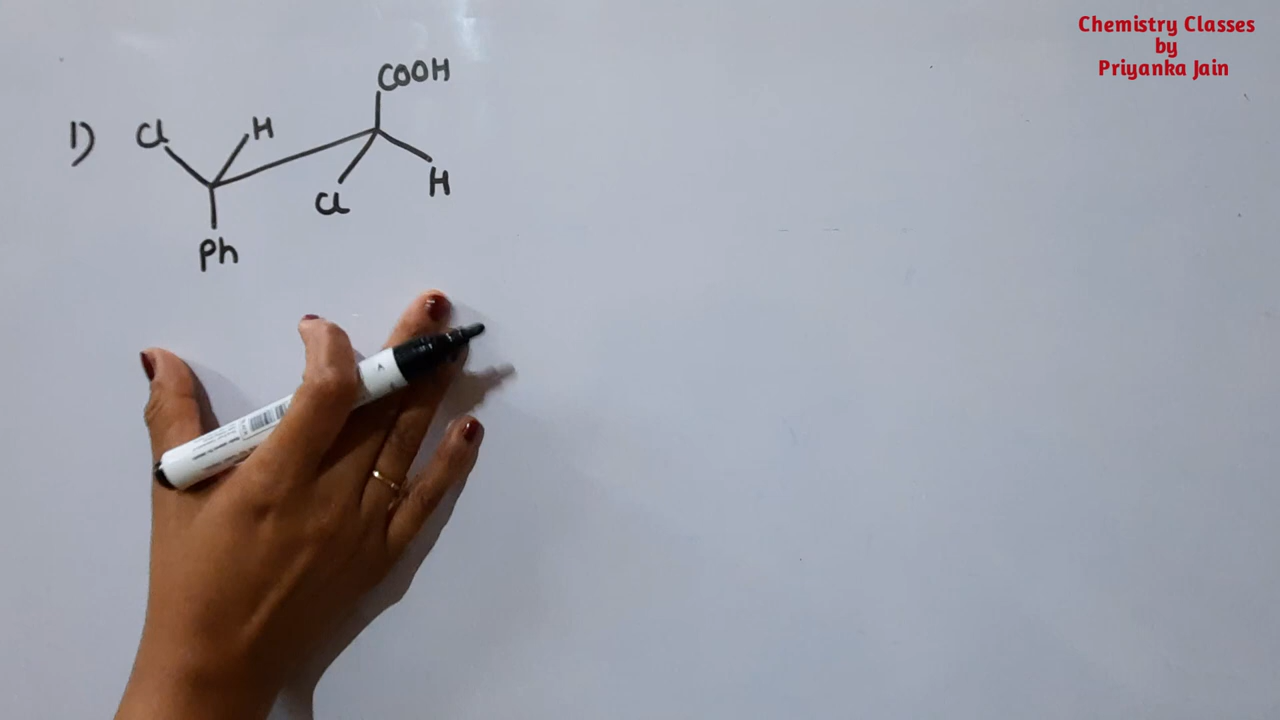 Chemistry Classes
by
Priyanka Jain
COOH
1) Cl H
Cl H
Ph